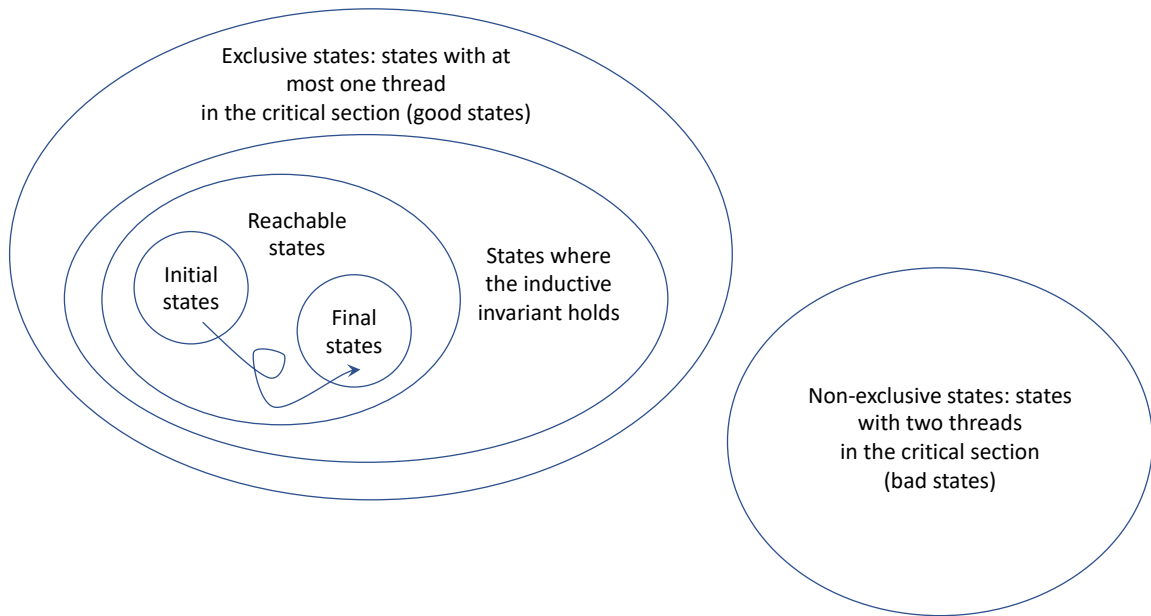 Exclusive states: states with at
most one thread
in the critical section (good states)
Reachable
states
Initial
states
States where
the inductive
invariant holds
Final
states
Non-exclusive states: states
with two threads
in the critical section
(bad states)